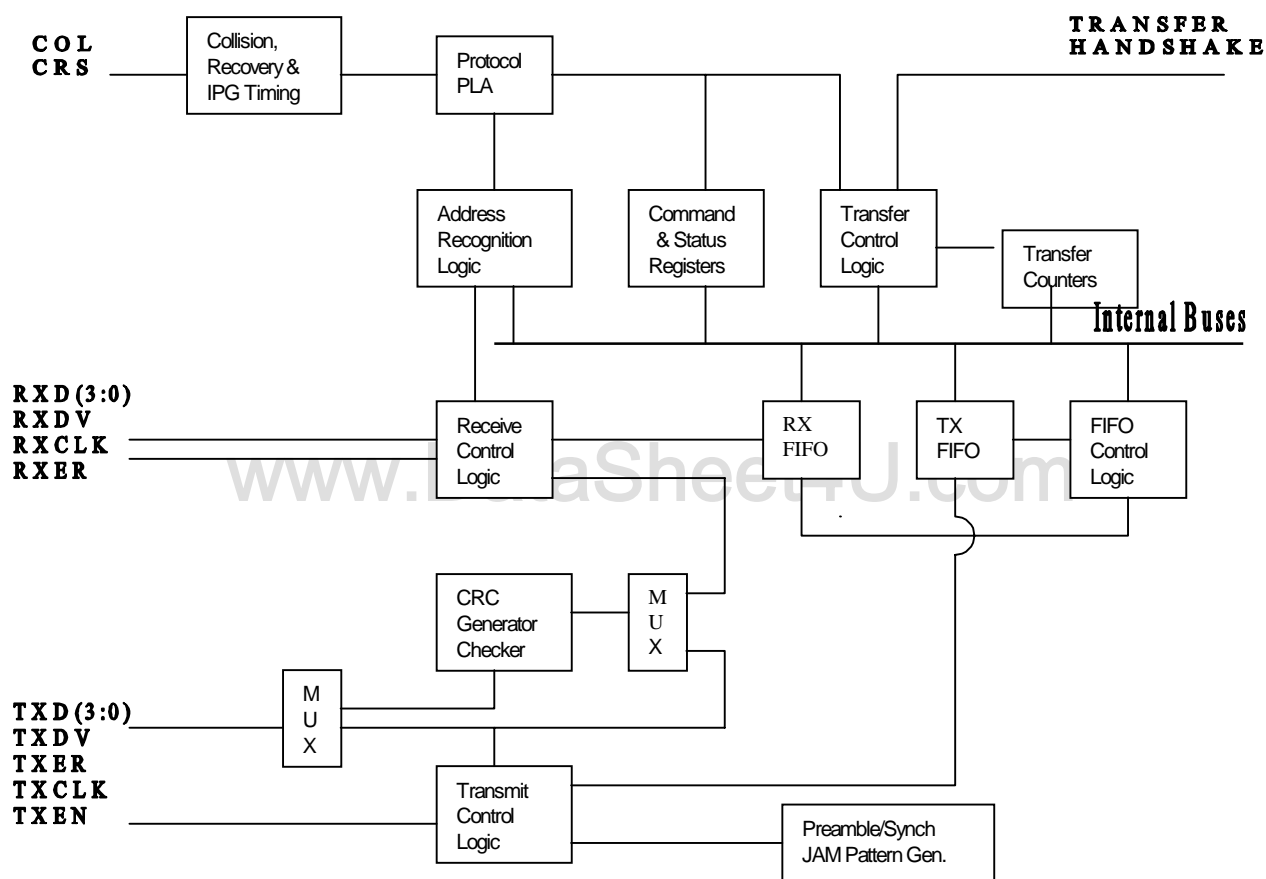 COL
CRS
Collision,
Recovery &
IPG Timing
Protocol
PLA
TRANSFER
HANDSHAKE
Address
Recognition
Logic
Command
& Status
Registers
Transfer
Control
Logic
Transfer
Counters
Internal Buses
RXD(3:0)
RXDV
RXCLK
RXER
Receive
Control
Logic
RX
FIFO
TX
FIFO
FIFO
Control
Logic
www.DataSheet4U.com
CRC
Generator
Checker
M
U
X
M
U
X
TXD(3:0)
TXDV
TXER
TXCLK
TXEN
Transmit
Control
Logic
Preamble/Synch
JAM Pattern Gen.